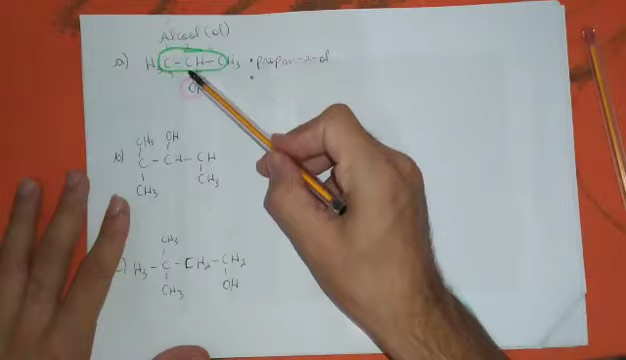 Alcool (ol)
a) H3C - CH - CH3 • propan-2-ol
OH
CH3 OH
b) C - CH - CH
CH3 CH3
CH3
c) H3 - C - CH2 - CH2
CH3 OH